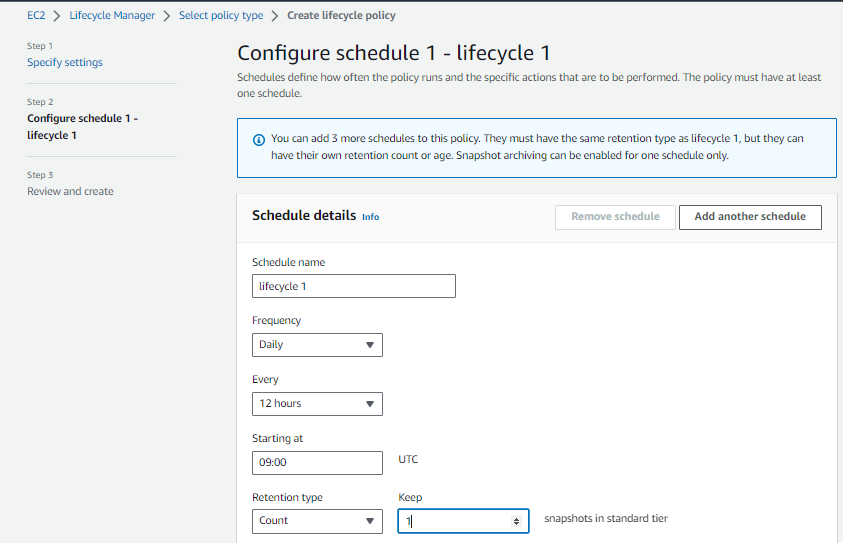 EC2 > Lifecycle Manager > Select policy type > Create lifecycle policy
Step 1
Specify settings
Step 2
Configure schedule 1 -
lifecycle 1
Step 3
Review and create
Configure schedule 1 - lifecycle 1
Schedules define how often the policy runs and the specific actions that are to be performed. The policy must have at least
one schedule.
You can add 3 more schedules to this policy. They must have the same retention type as lifecycle 1, but they can
have their own retention count or age. Snapshot archiving can be enabled for one schedule only.
Schedule details Info
Remove schedule
Add another schedule
Schedule name
lifecycle 1
Frequency
Daily
Every
12 hours
Starting at
09:00 UTC
Retention type Keep
Count 1 snapshots in standard tier